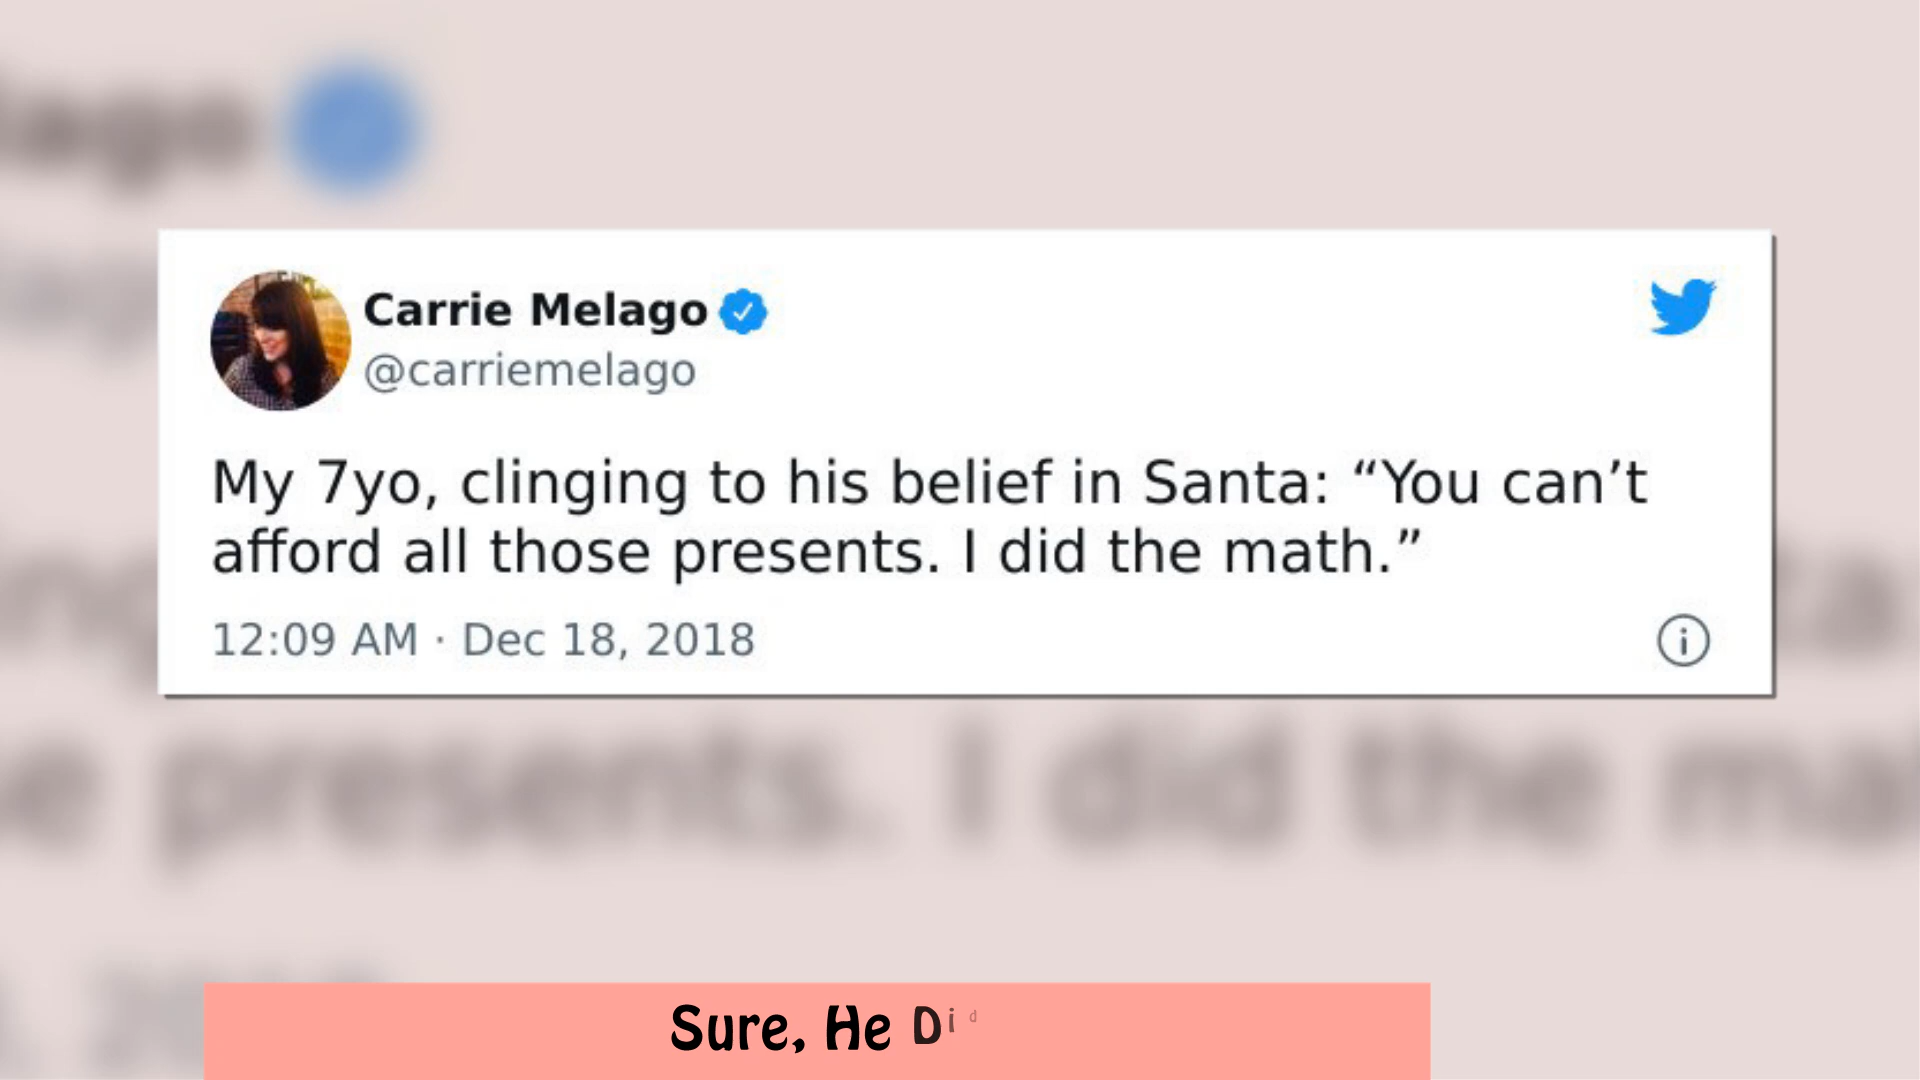 Carrie Melago
@carriemelago
My 7yo, clinging to his belief in Santa: “You can’t
afford all those presents. I did the math.”
12:09 AM · Dec 18, 2018
Sure, He Did